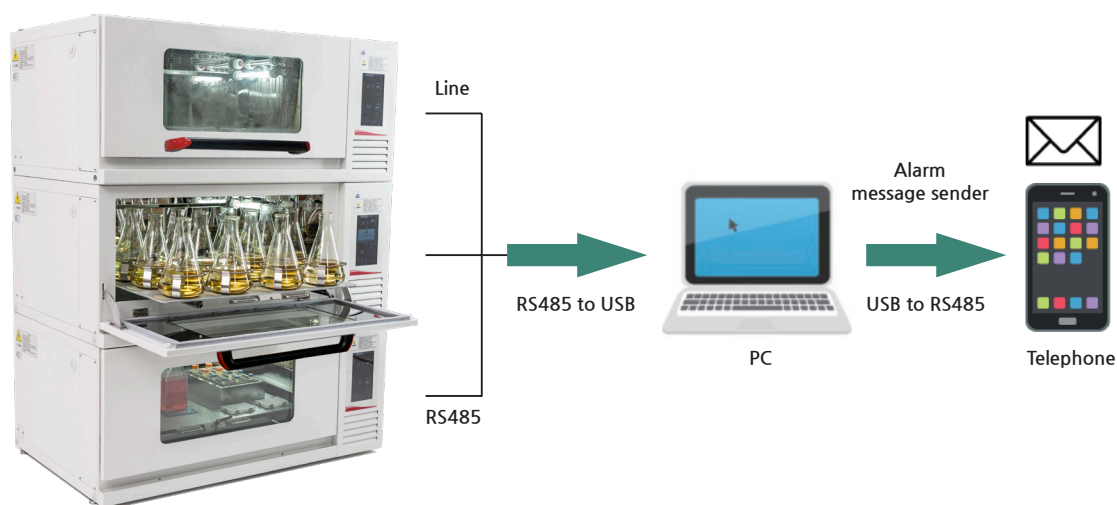 Line
RS485
RS485 to USB
PC
Alarm
message sender
USB to RS485
Telephone